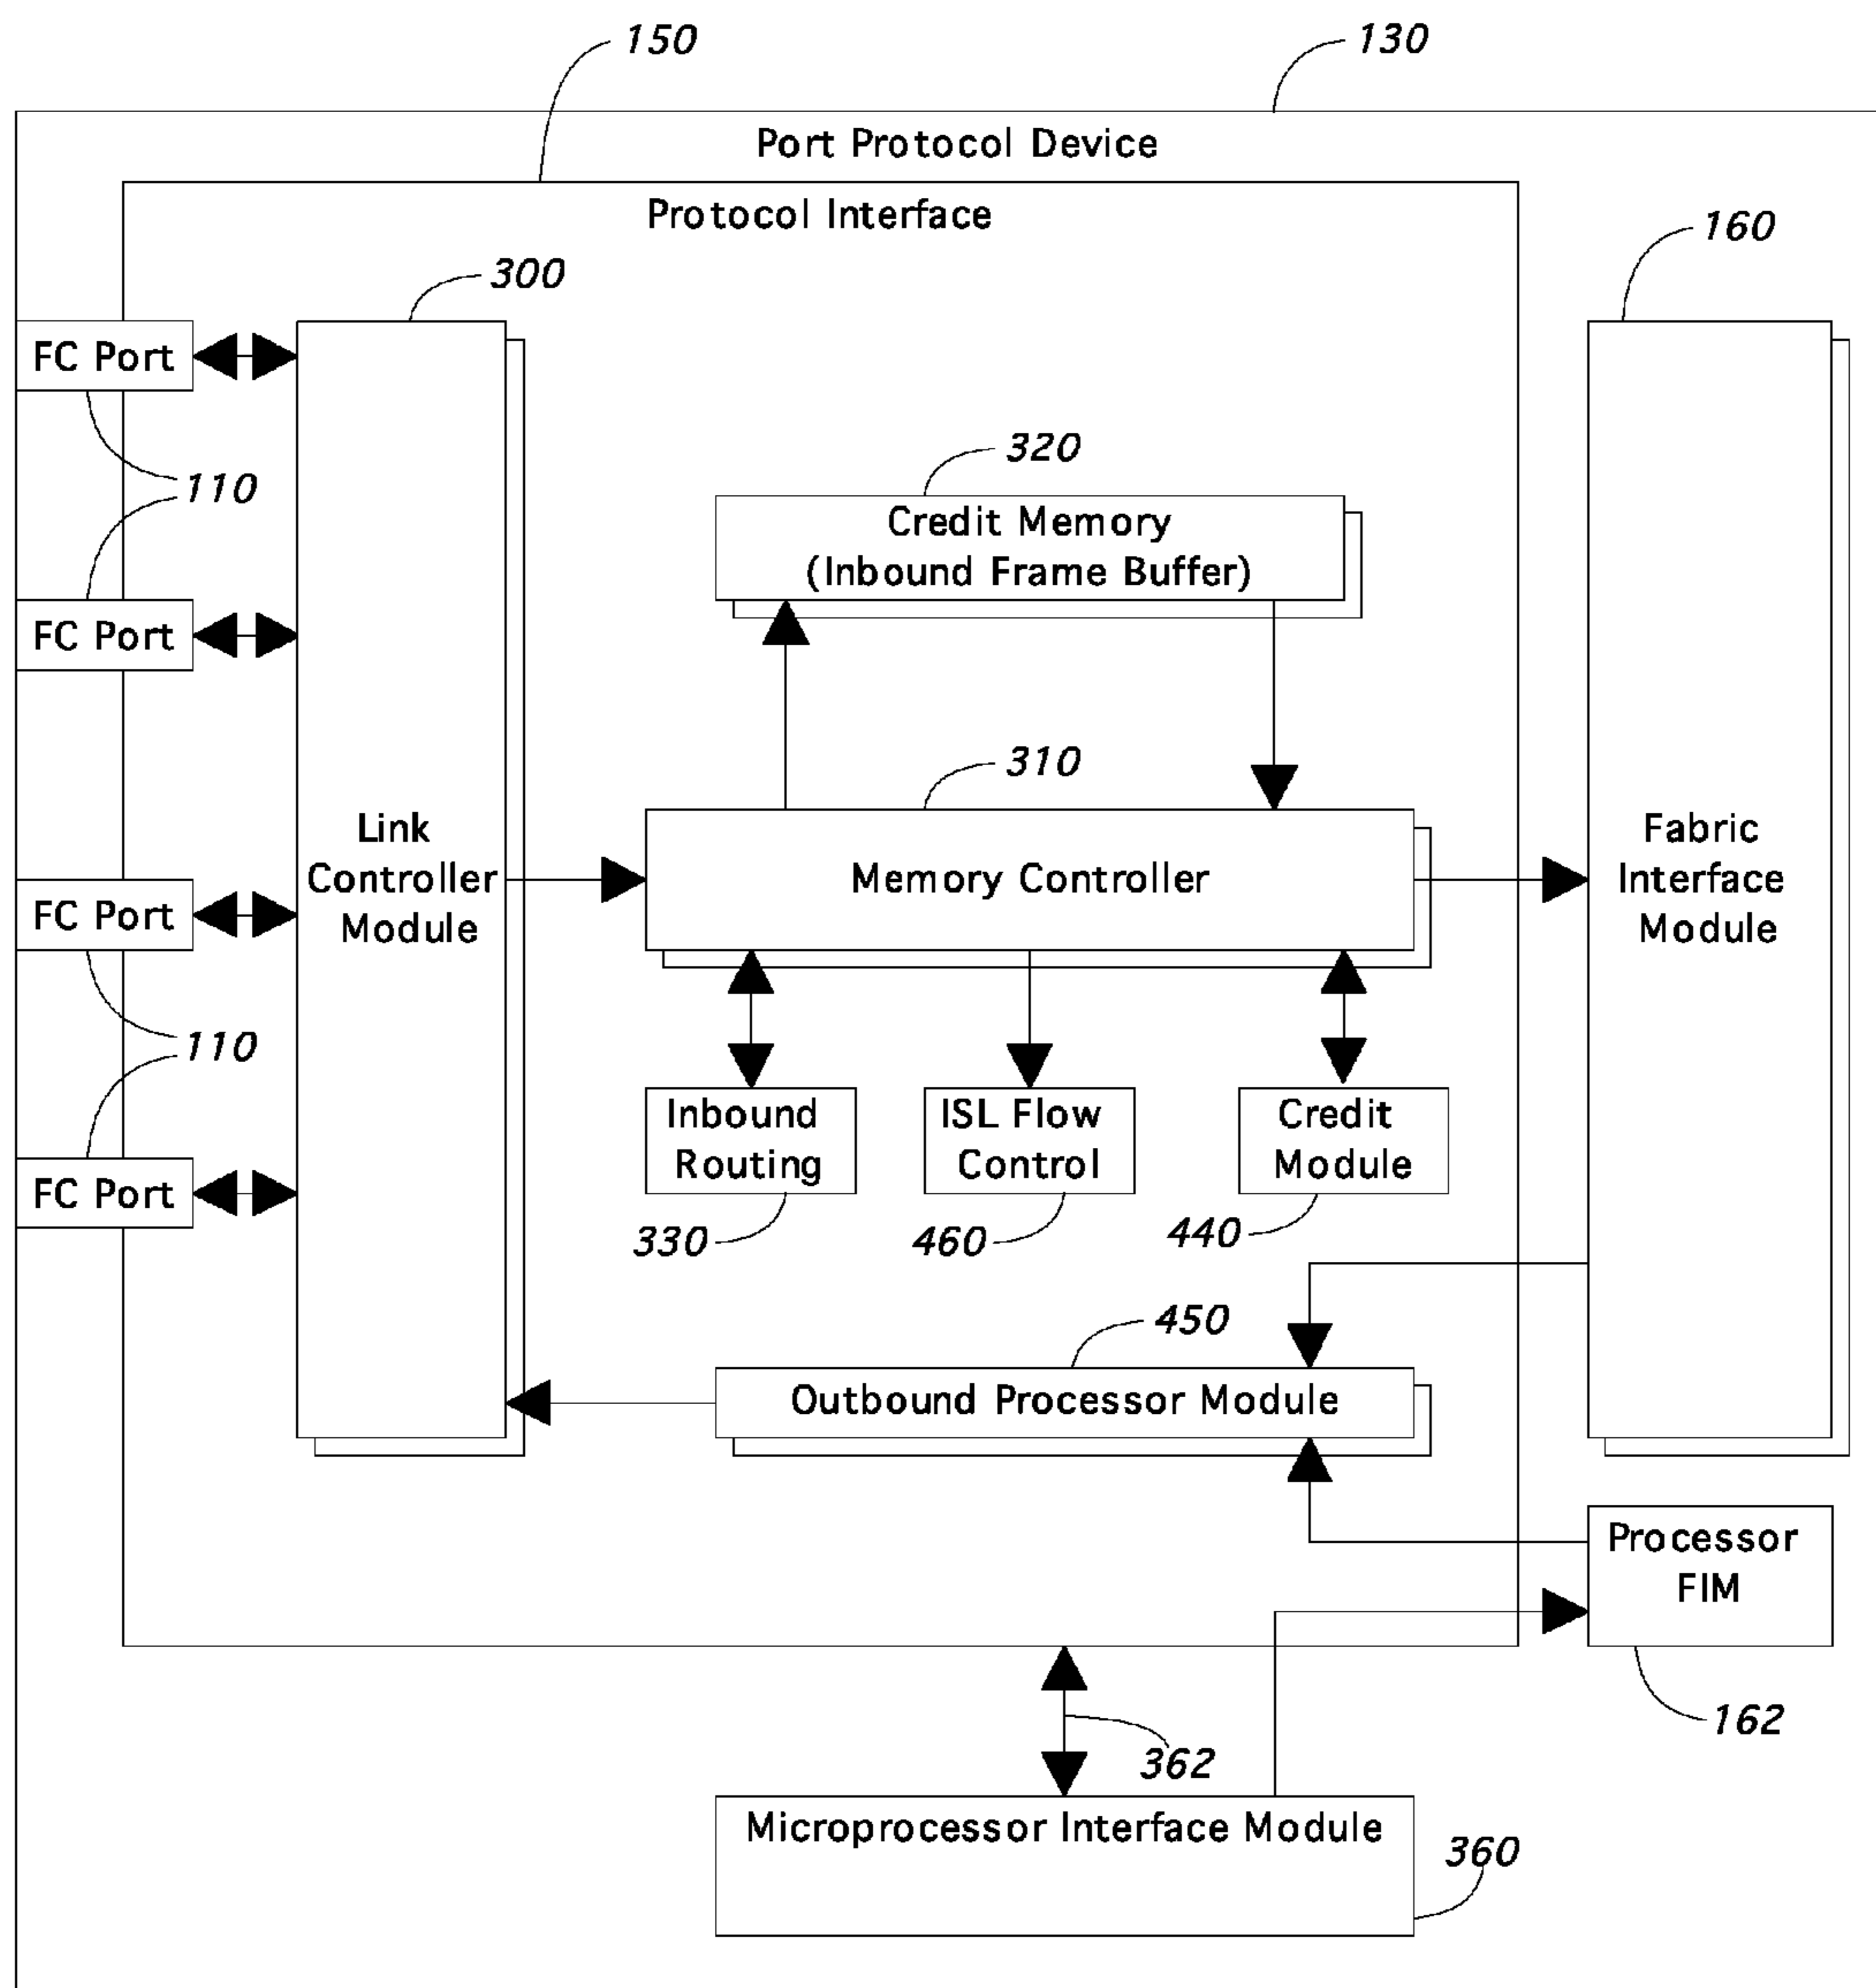 150
130
Port Protocol Device
Protocol Interface
160
300
FC Port
110
FC Port
FC Port
110
FC Port
Link
Controller
Module
320
Credit Memory
(Inbound Frame Buffer)
310
Memory Controller
Fabric
Interface
Module
Inbound
Routing
330
ISL Flow
Control
460
Credit
Module
440
450
Outbound Processor Module
Processor
FIM
162
362
Microprocessor Interface Module
360